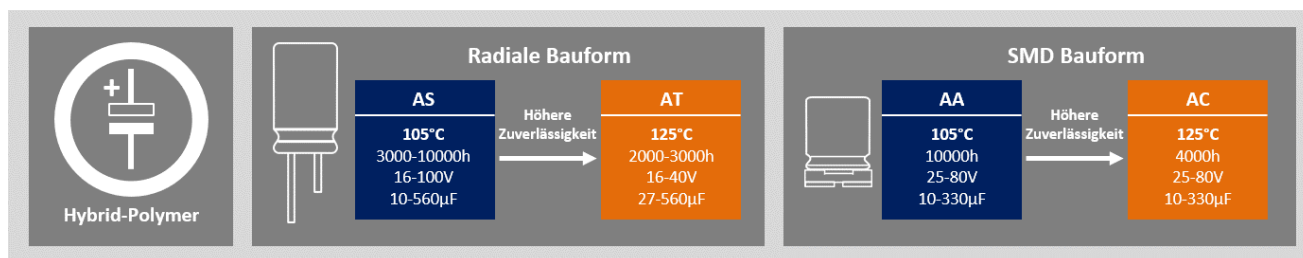 +
Hybrid-Polymer
Radiale Bauform
AS
105°C
3000-10000h
16-100V
10-560µF
Höhere
Zuverlässigkeit
AT
125°C
2000-3000h
16-40V
27-560µF
SMD Bauform
AA
105°C
10000h
25-80V
10-330µF
Höhere
Zuverlässigkeit
AC
125°C
4000h
25-80V
10-330µF